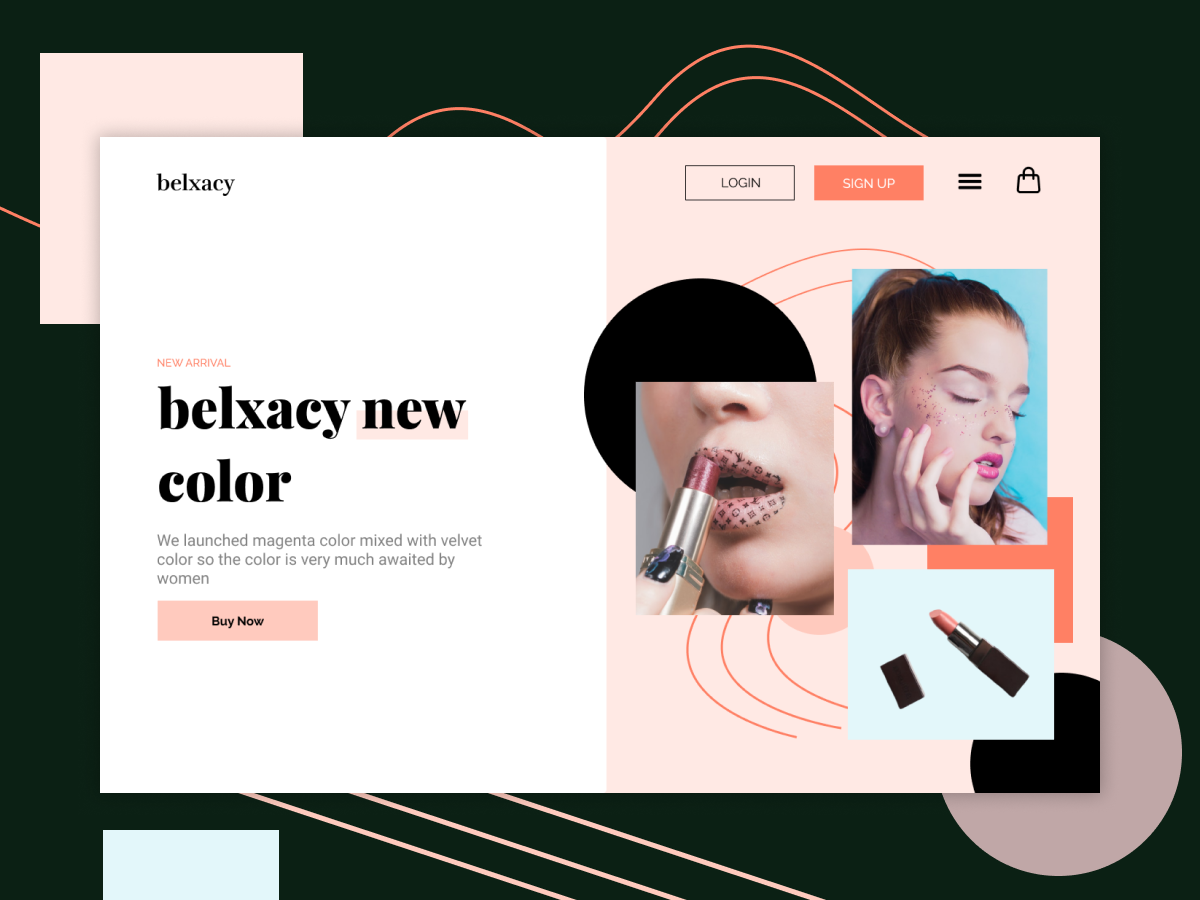 belxacy
LOGIN
SIGN UP
NEW ARRIVAL
belxacy new
color
We launched magenta color mixed with velvet
color so the color is very much awaited by
women
Buy Now